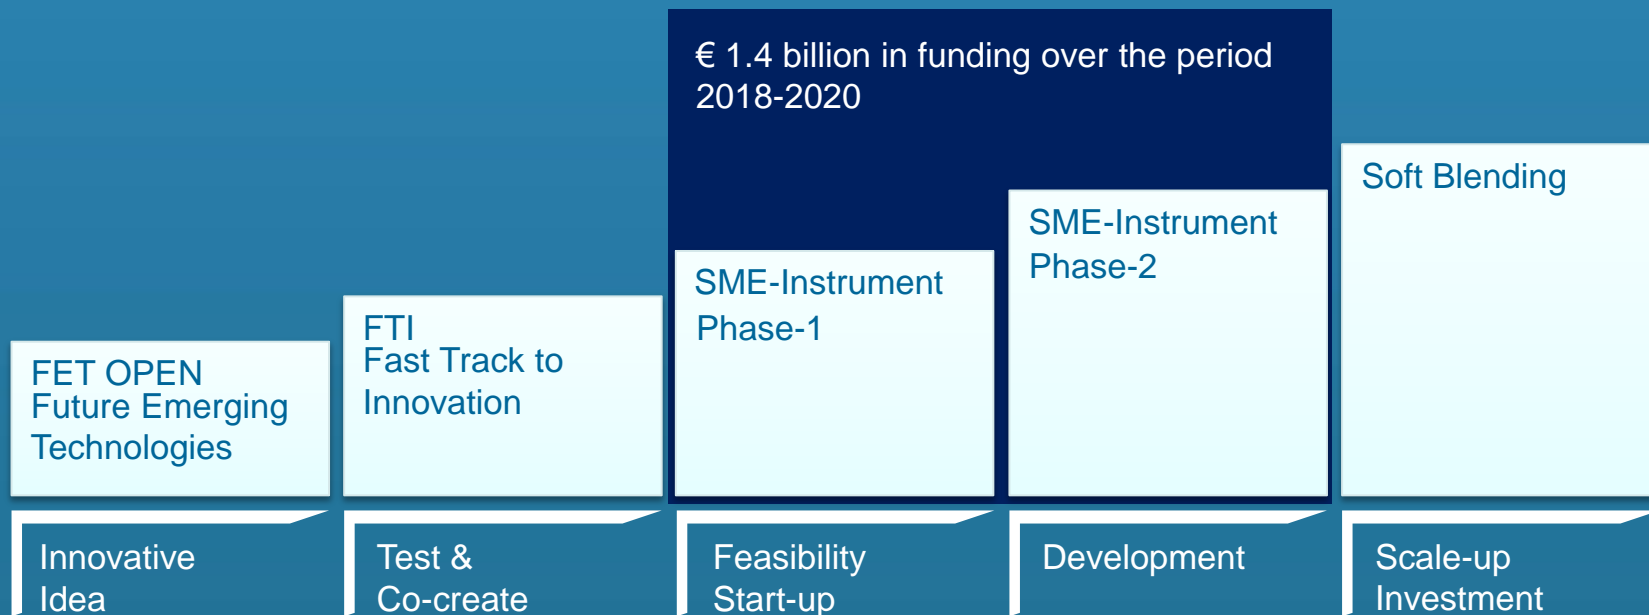 € 1.4 billion in funding over the period
2018-2020
FET OPEN
Future Emerging
Technologies
FTI
Fast Track to
Innovation
SME-Instrument
Phase-1
SME-Instrument
Phase-2
Soft Blending
Innovative
Idea
Test &
Co-create
Feasibility
Start-up
Development
Scale-up
Investment